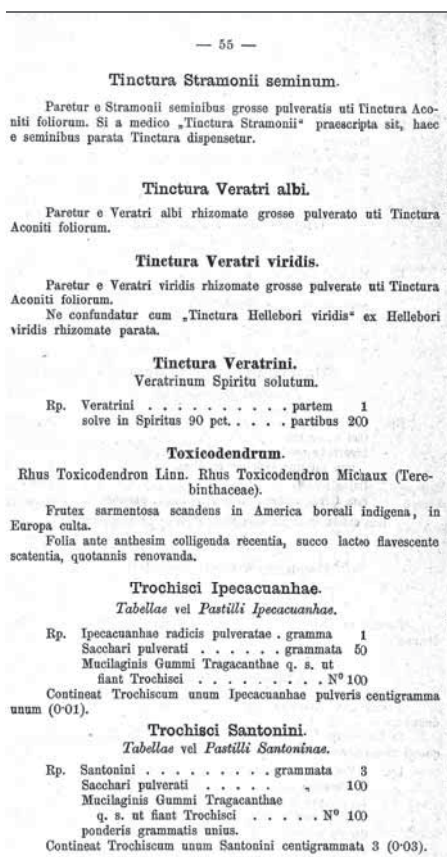 — 55 —
Tinctura Stramonii seminum.
Paretur e Stramonii seminibus grosse pulveratis uti Tinctura Aco-
niti foliorum. Si a medico „Tinctura Stramonii“ praescripta sit, haec
e seminibus parata Tinctura dispensetur.
Tinctura Veratri albi.
Paretur e Veratri albi rhizomate grosse pulverato uti Tinctura
Aconiti foliorum.
Tinctura Veratri viridis.
Paretur e Veratri viridis rhizomate grosse pulverato uti Tinctura
Aconiti foliorum.
Ne confundatur cum „Tinctura Hellebori viridis“ ex Hellebori
viridis rhizomate parata.
Tinctura Veratrini.
Veratrinum Spiritu solutum.
Rp. Veratrini . . . . . . . . . . partem 1
solve in Spiritus 90 pct. . . . . partibus 200
Toxicodendrum.
Rhus Toxicodendron Linn. Rhus Toxicodendron Michaux (Tere-
binthaceae).
Frutex sarmentosa scandens in America boreali indigena, in
Europa culta.
Folia ante anthesim colligenda recentia, succo lacteo flavescente
scatentia, quotannis renovanda.
Trochisci Ipecacuanhae.
Tabellae vel Pastilli Ipecacuanhae.
Rp. Ipecacuanhae radicis pulveratae . gramma 1
Sacchari pulverati . . . . . . grammata 50
Mucilaginis Gummi Tragacanthae q. s. ut
fiant Trochisci . . . . . . . . . Nº 100
Contineat Trochiscum unum Ipecacuanhae pulveris centigramma
unum (0·01).
Trochisci Santonini.
Tabellae vel Pastilli Santoninae.
Rp. Santonini . . . . . . . . . grammata 3
Sacchari pulverati . . . . . „ 100
Mucilaginis Gummi Tragacanthae
q. s. ut fiant Trochisci . . . . . Nº 100
ponderis grammatis unius.
Contineat Trochiscum unum Santonini centigrammata 3 (0·03).